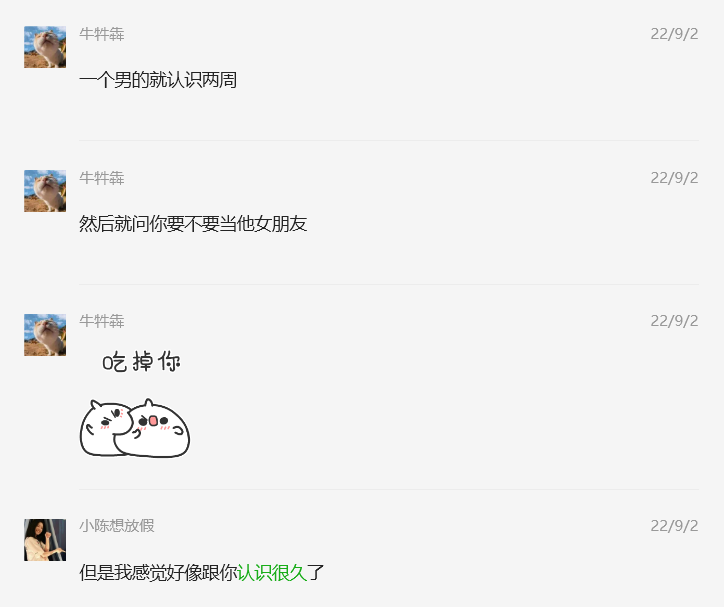 牛牪犇
22/9/2
一个男的就认识两周
牛牪犇
22/9/2
然后就问你要不要当他女朋友
牛牪犇
22/9/2
吃掉你
小陈想放假
22/9/2
但是我感觉好像跟你认识很久了